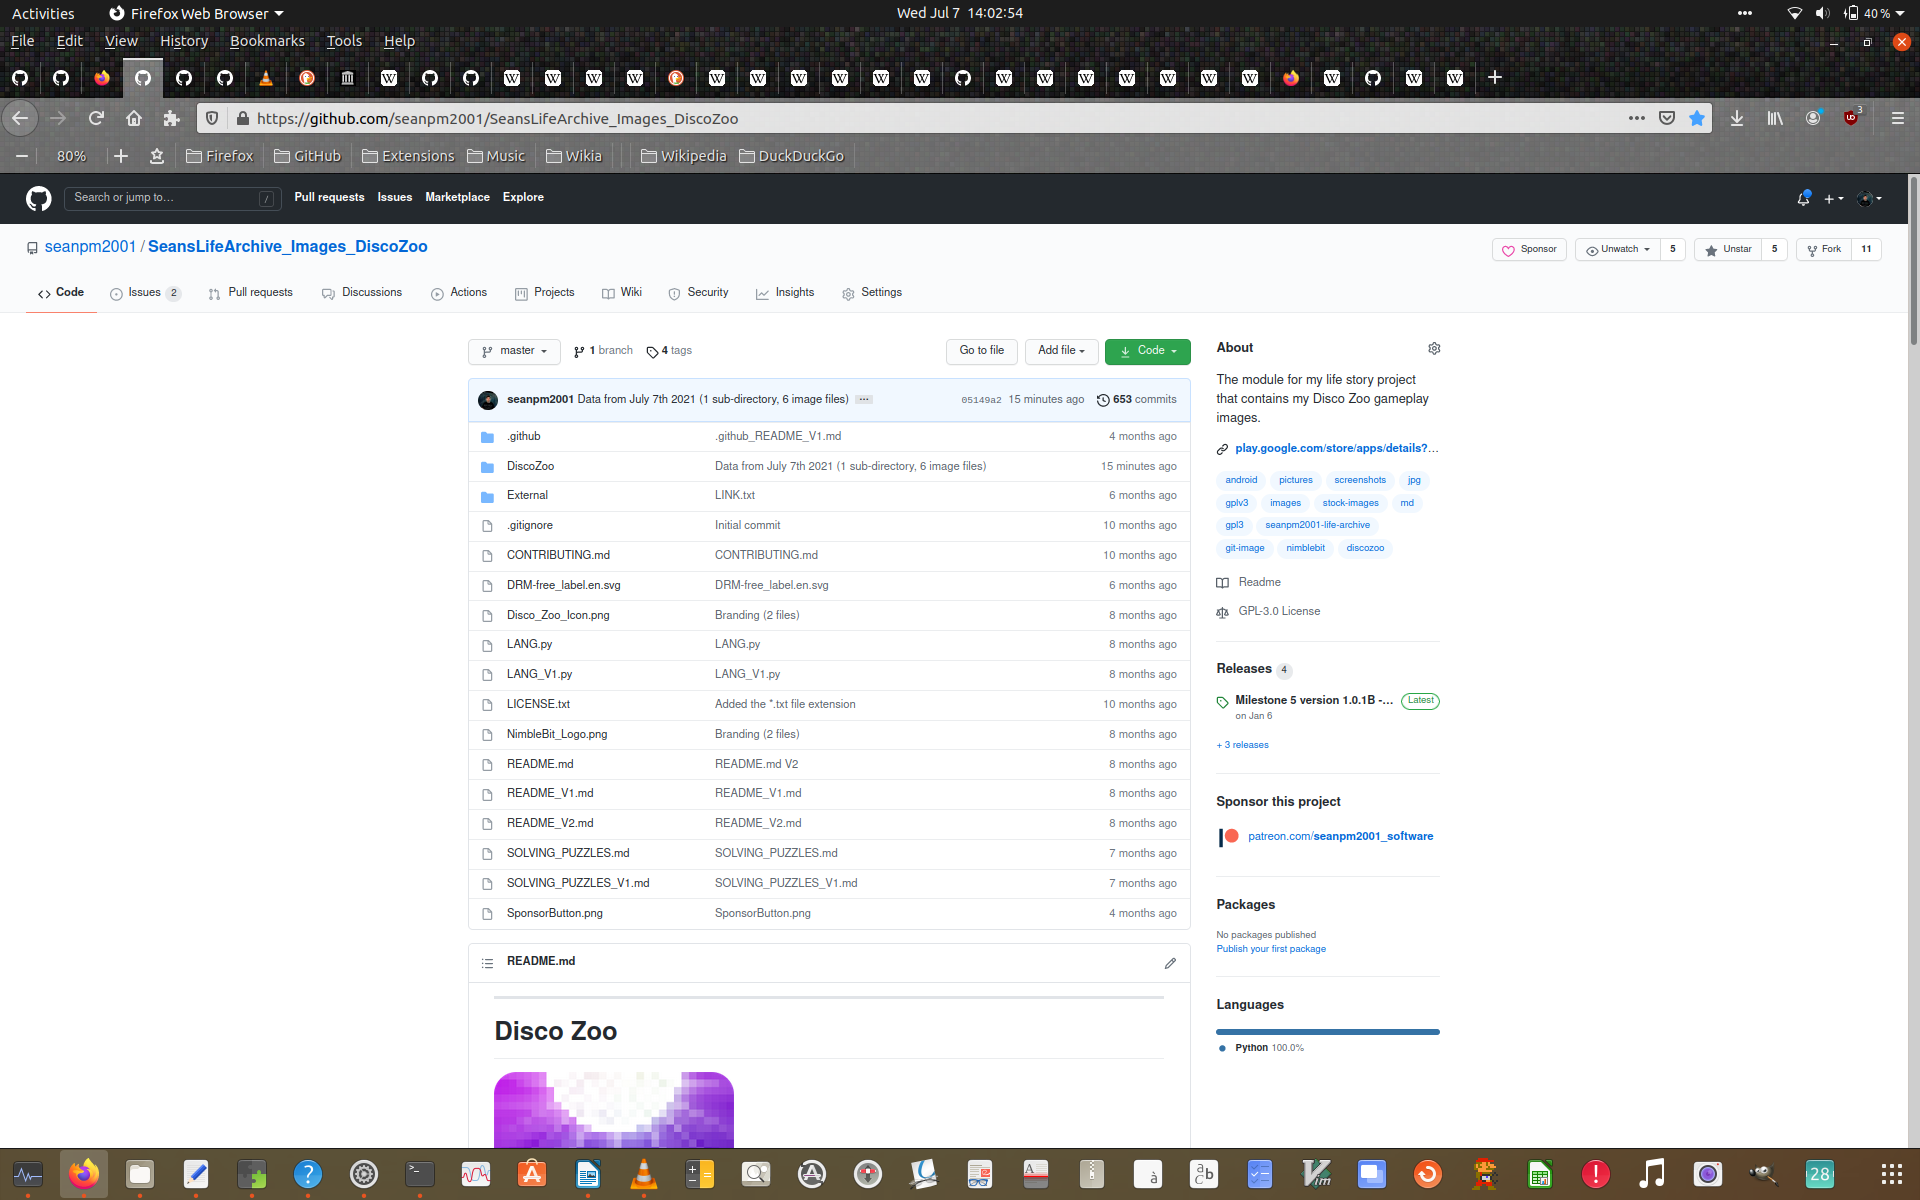 Activities Firefox Web Browser Wed Jul 7 14:02:54 40 %
File Edit View History Bookmarks Tools Help
https://github.com/seanpm2001/SeansLifeArchive_Images_DiscoZoo 3
80% Firefox GitHub Extensions Music Wikia Wikipedia DuckDuckGo
Search or jump to… / Pull requests Issues Marketplace Explore
seanpm2001 / SeansLifeArchive_Images_DiscoZoo Sponsor Unwatch 5 Unstar 5 Fork 11
Code Issues 2 Pull requests Discussions Actions Projects Wiki Security Insights Settings
master 1 branch 4 tags Go to file Add file Code
seanpm2001 Data from July 7th 2021 (1 sub-directory, 6 image files) 05149a2 15 minutes ago 653 commits
.github .github_README_V1.md 4 months ago
DiscoZoo Data from July 7th 2021 (1 sub-directory, 6 image files) 15 minutes ago
External LINK.txt 6 months ago
.gitignore Initial commit 10 months ago
CONTRIBUTING.md CONTRIBUTING.md 10 months ago
DRM-free_label.en.svg DRM-free_label.en.svg 6 months ago
Disco_Zoo_Icon.png Branding (2 files) 8 months ago
LANG.py LANG.py 8 months ago
LANG_V1.py LANG_V1.py 8 months ago
LICENSE.txt Added the *.txt file extension 10 months ago
NimbleBit_Logo.png Branding (2 files) 8 months ago
README.md README.md V2 8 months ago
README_V1.md README_V1.md 8 months ago
README_V2.md README_V2.md 8 months ago
SOLVING_PUZZLES.md SOLVING_PUZZLES.md 7 months ago
SOLVING_PUZZLES_V1.md SOLVING_PUZZLES_V1.md 7 months ago
SponsorButton.png SponsorButton.png 4 months ago
README.md
Disco Zoo
About
The module for my life story project
that contains my Disco Zoo gameplay
images.
play.google.com/store/apps/details?...
android pictures screenshots jpg
gplv3 images stock-images md
gpl3 seanpm2001-life-archive
git-image nimblebit discozoo
Readme
GPL-3.0 License
Releases 4
Milestone 5 version 1.0.1B -... Latest
on Jan 6
+ 3 releases
Sponsor this project
patreon.com/seanpm2001_software
Packages
No packages published
Publish your first package
Languages
Python 100.0%
28